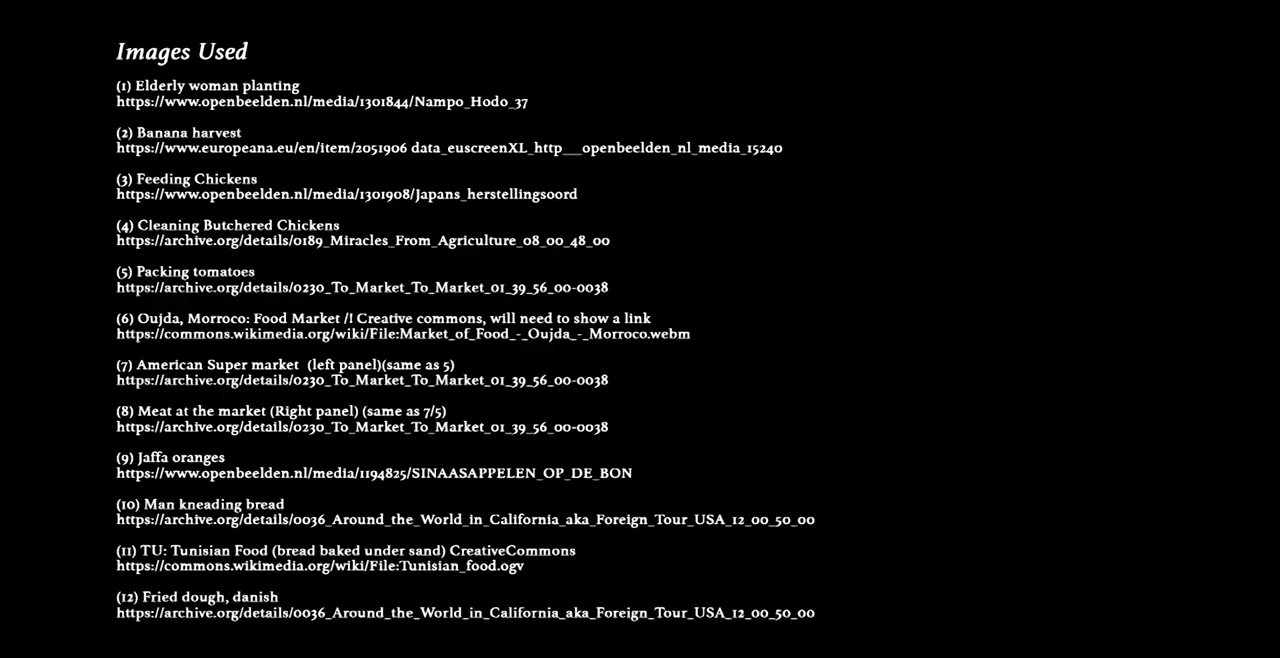 Images Used
(1) Elderly woman planting
https://www.openbeelden.nl/media/1301844/Nampo_Hodo_37
(2) Banana harvest
https://www.europeana.eu/en/item/2051906 data_euscreenXL_http___openbeelden_nl_media_15240
(3) Feeding Chickens
https://www.openbeelden.nl/media/1301908/Japans_herstellingsoord
(4) Cleaning Butchered Chickens
https://archive.org/details/0189_Miracles_From_Agriculture_08_00_48_00
(5) Packing tomatoes
https://archive.org/details/0230_To_Market_To_Market_01_39_56_00-0038
(6) Oujda, Morroco: Food Market /! Creative commons, will need to show a link
https://commons.wikimedia.org/wiki/File:Market_of_Food_-_Oujda_-_Morroco.webm
(7) American Super market  (left panel)(same as 5)
https://archive.org/details/0230_To_Market_To_Market_01_39_56_00-0038
(8) Meat at the market (Right panel) (same as 7/5)
https://archive.org/details/0230_To_Market_To_Market_01_39_56_00-0038
(9) Jaffa oranges
https://www.openbeelden.nl/media/1194825/SINAASAPPELEN_OP_DE_BON
(10) Man kneading bread
https://archive.org/details/0036_Around_the_World_in_California_aka_Foreign_Tour_USA_12_00_50_00
(11) TU: Tunisian Food (bread baked under sand) CreativeCommons
https://commons.wikimedia.org/wiki/File:Tunisian_food.ogv
(12) Fried dough, danish
https://archive.org/details/0036_Around_the_World_in_California_aka_Foreign_Tour_USA_12_00_50_00